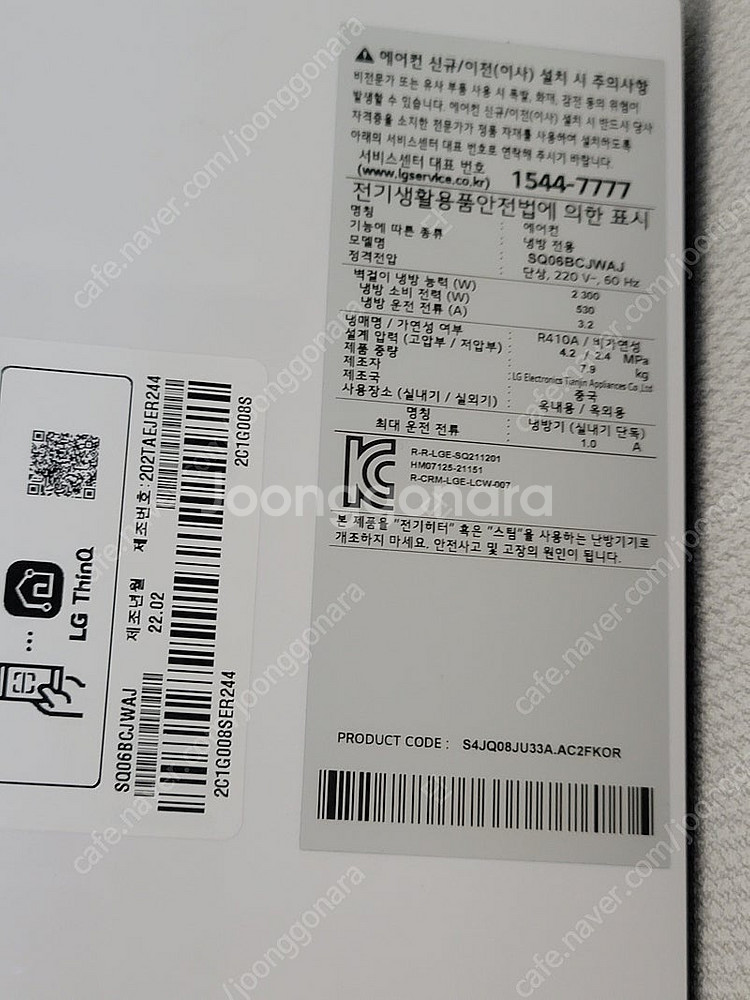 ⚠ 에어컨 신규/이전(이사) 설치 시 주의사항
비전문가 또는 유사 부품 사용 시 폭발, 화재, 감전 등의 위험이
발생할 수 있습니다. 에어컨 신규/이전(이사) 설치 시 반드시 당사
자격증을 소지한 전문가가 정품 자재를 사용하여 설치하도록
아래의 서비스센터 대표 번호로 연락해 주시기 바랍니다.
서비스센터 대표 번호
(www.lgservice.co.kr) 1544-7777
전기생활용품안전법에 의한 표시
명칭 : 에어컨
기능에 따른 종류 : 냉방 전용
모델명 : SQ06BCJWAJ
정격전압 : 단상, 220 V~, 60 Hz
벽걸이 냉방 능력 (W) 2 300
냉방 소비 전력 (W) 530
냉방 운전 전류 (A) 3.2
냉매명 / 가연성 여부 : R410A / 비가연성
설계 압력 (고압부 / 저압부) : 4.2 / 2.4 MPa
제품 중량 : 7.9 kg
제조자 : LG Electronics Tianjin Appliances Co.,Ltd
제조국 : 중국
사용장소 (실내기 / 실외기) : 옥내용 / 옥외용
명칭 : 냉방기 (실내기 단독)
최대 운전 전류 : 1.0 A
R-R-LGE-SQ211201
HM07125-21151
R-CRM-LGE-LCW-007
본 제품을 "전기히터" 혹은 "스팀"을 사용하는 난방기기로
개조하지 마세요. 안전사고 및 고장의 원인이 됩니다.
PRODUCT CODE : S4JQ08JU33A.AC2FKOR
LG ThinQ
SQ06BCJWAJ
제조년월
22.02
제조번호:202TAEJER244
2C1G008SER244
2C1G008S
Joonggonara
cafe.naver.com/joonggonara
cafe.naver.com/joonggonara
cafe.naver.com/joonggonara
cafe.naver.com/joonggonara